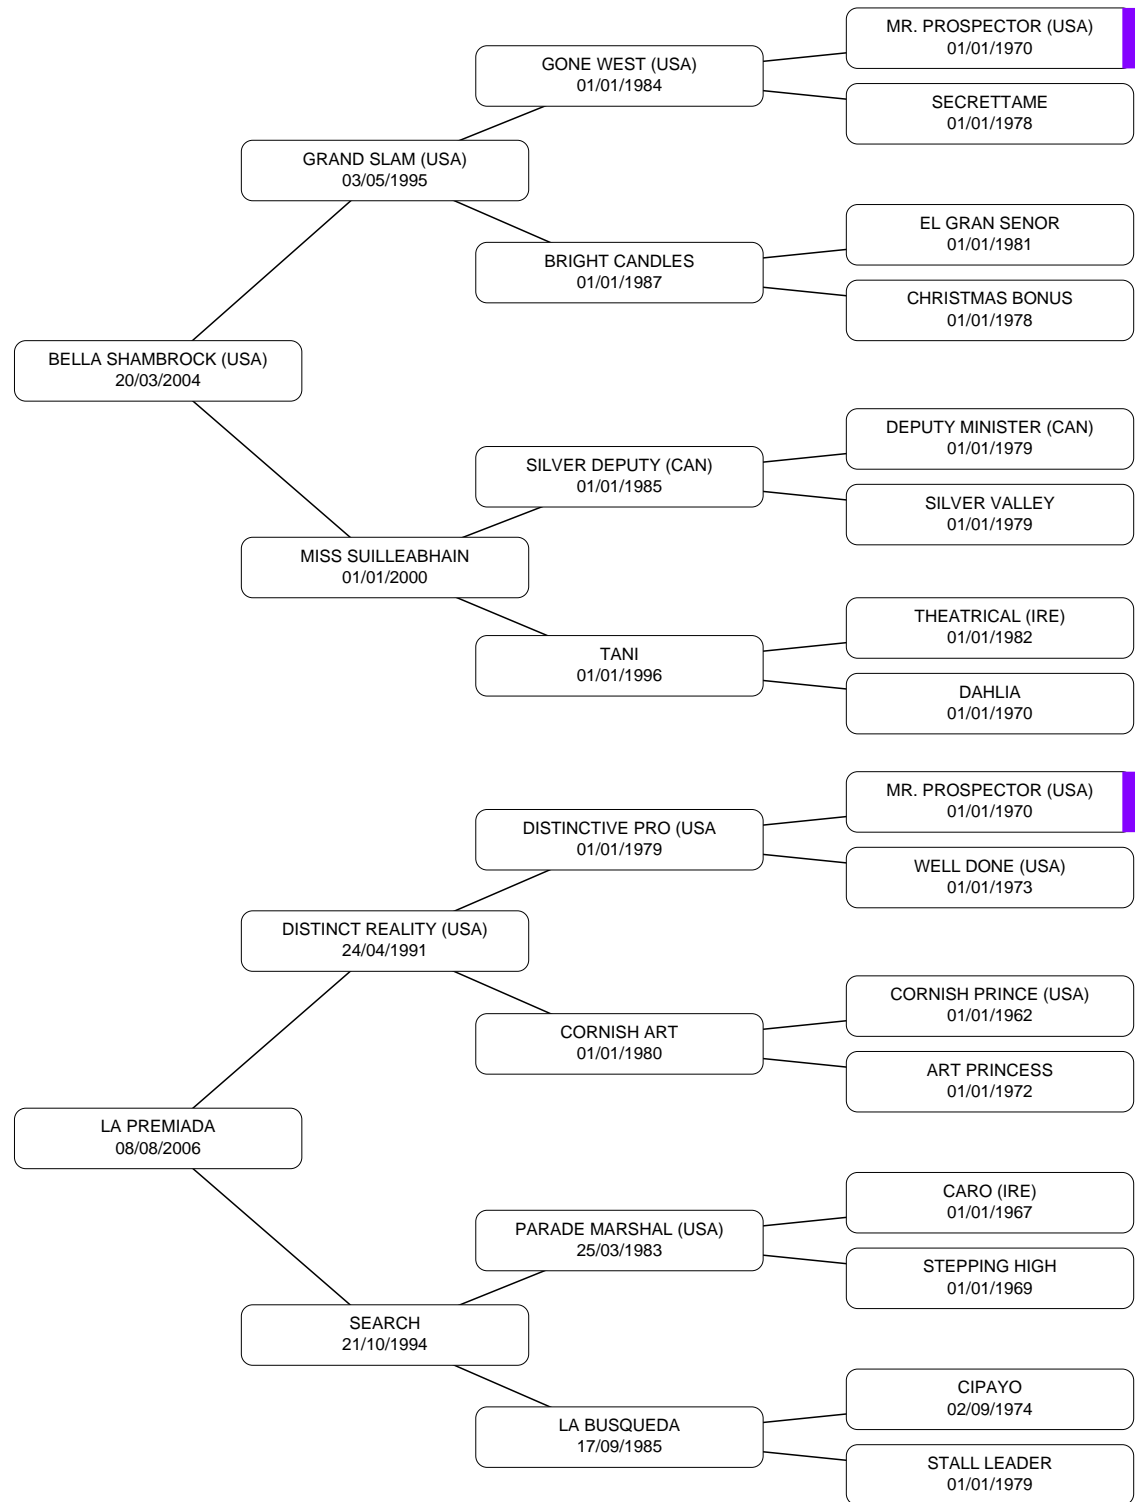 MR. PROSPECTOR (USA)
01/01/1970
GONE WEST (USA)
01/01/1984
SECRETTAME
01/01/1978
GRAND SLAM (USA)
03/05/1995
EL GRAN SENOR
01/01/1981
BRIGHT CANDLES
01/01/1987
CHRISTMAS BONUS
01/01/1978
BELLA SHAMBROCK (USA)
20/03/2004
DEPUTY MINISTER (CAN)
01/01/1979
SILVER DEPUTY (CAN)
01/01/1985
SILVER VALLEY
01/01/1979
MISS SUILLEABHAIN
01/01/2000
THEATRICAL (IRE)
01/01/1982
TANI
01/01/1996
DAHLIA
01/01/1970
MR. PROSPECTOR (USA)
01/01/1970
DISTINCTIVE PRO (USA
01/01/1979
WELL DONE (USA)
01/01/1973
DISTINCT REALITY (USA)
24/04/1991
CORNISH PRINCE (USA)
01/01/1962
CORNISH ART
01/01/1980
ART PRINCESS
01/01/1972
LA PREMIADA
08/08/2006
CARO (IRE)
01/01/1967
PARADE MARSHAL (USA)
25/03/1983
STEPPING HIGH
01/01/1969
SEARCH
21/10/1994
CIPAYO
02/09/1974
LA BUSQUEDA
17/09/1985
STALL LEADER
01/01/1979